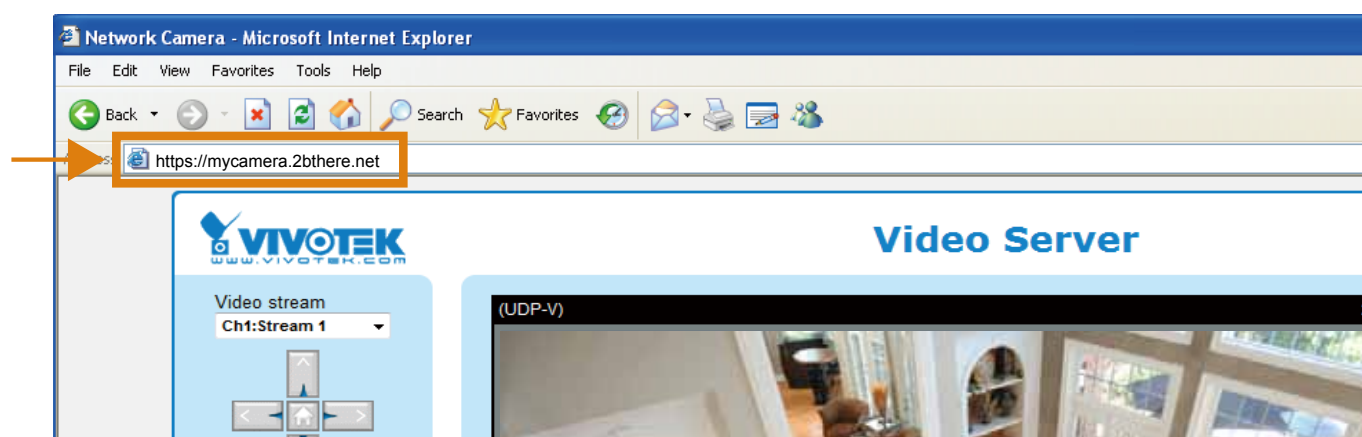 Network Camera - Microsoft Internet Explorer
File Edit View Favorites Tools Help
Back Search Favorites
https://mycamera.2bthere.net
VIVOTEK
www.vivotek.com
Video Server
Video stream
Ch1:Stream 1
(UDP-V)